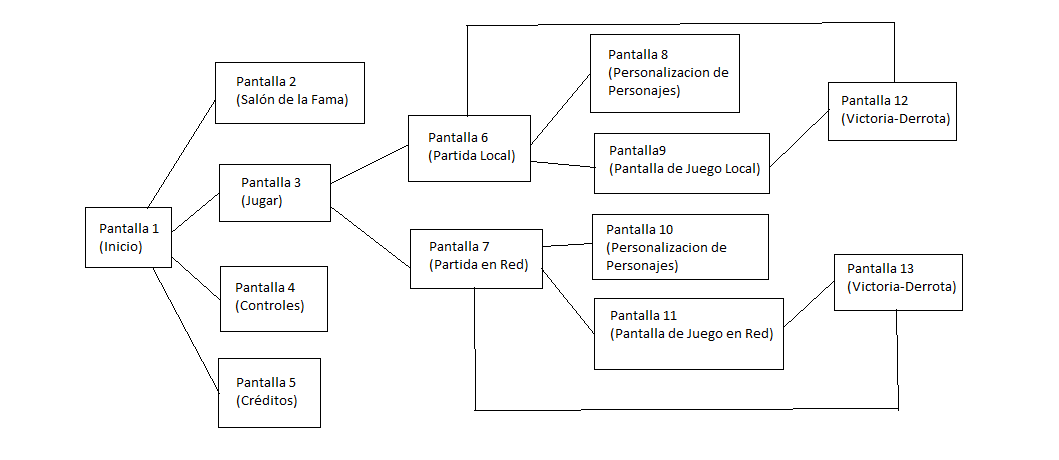 Pantalla 1
(Inicio)
Pantalla 2
(Salón de la Fama)
Pantalla 3
(Jugar)
Pantalla 4
(Controles)
Pantalla 5
(Créditos)
Pantalla 6
(Partida Local)
Pantalla 7
(Partida en Red)
Pantalla 8
(Personalizacion de
Personajes)
Pantalla9
(Pantalla de Juego Local)
Pantalla 10
(Personalizacion de
Personajes)
Pantalla 11
(Pantalla de Juego en Red)
Pantalla 12
(Victoria-Derrota)
Pantalla 13
(Victoria-Derrota)